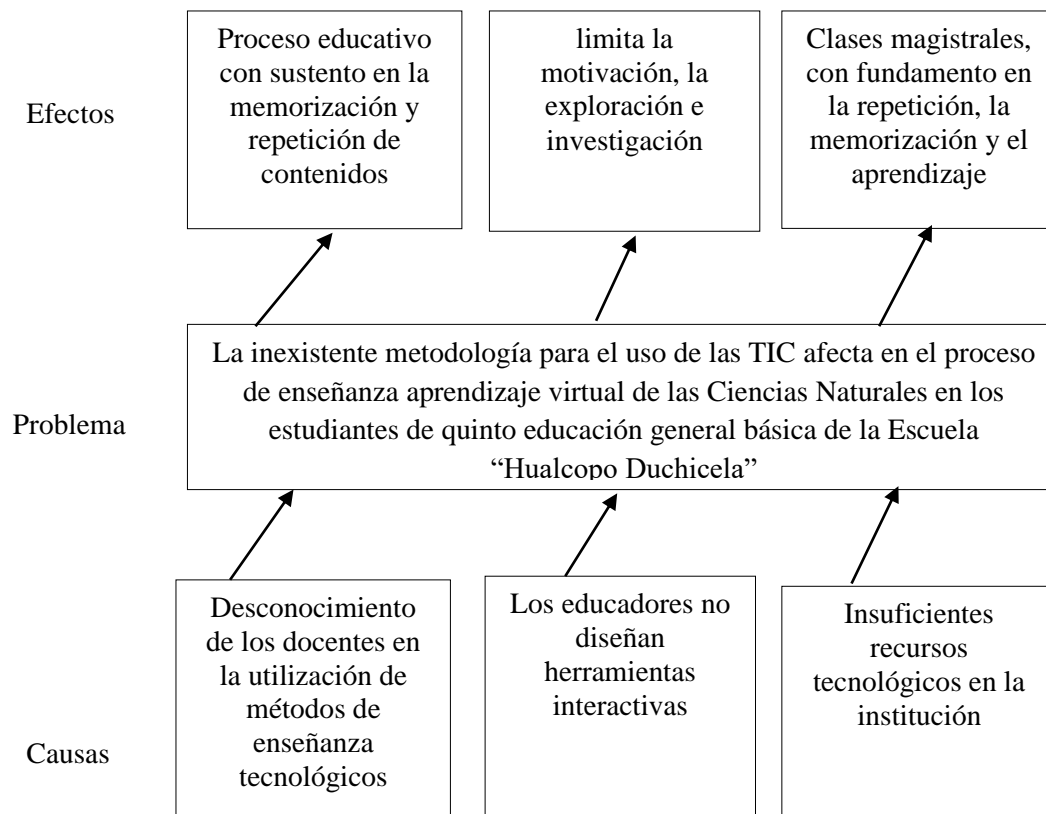 Efectos
Proceso educativo
con sustento en la
memorización y
repetición de
contenidos
limita la
motivación, la
exploración e
investigación
Clases magistrales,
con fundamento en
la repetición, la
memorización y el
aprendizaje
Problema
La inexistente metodología para el uso de las TIC afecta en el proceso
de enseñanza aprendizaje virtual de las Ciencias Naturales en los
estudiantes de quinto educación general básica de la Escuela
“Hualcopo Duchicela”
Causas
Desconocimiento
de los docentes en
la utilización de
métodos de
enseñanza
tecnológicos
Los educadores no
diseñan
herramientas
interactivas
Insuficientes
recursos
tecnológicos en la
institución